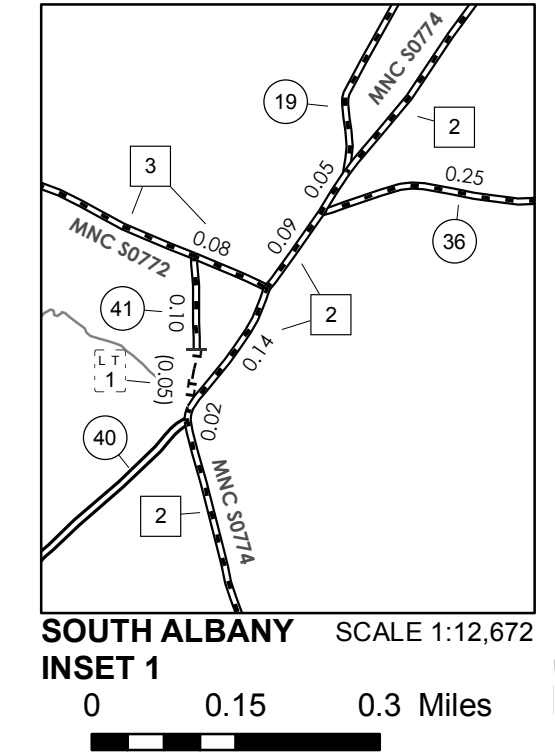 MNC S0774
19
2
3
0.05
0.25
0.09
36
MNC S0772
0.08
41
0.10
2
0.14
L T
1
(0.05)
L
LT
0.02
40
MNC S0774
2
SOUTH ALBANY SCALE 1:12,672
INSET 1
0 0.15 0.3 Miles